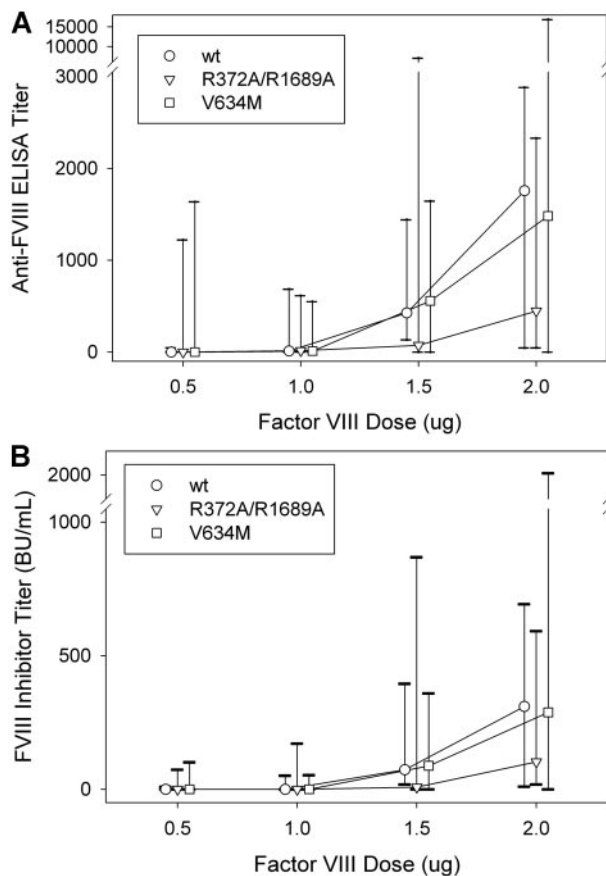 A
15000
10000
3000
2000
1000
0
Anti-FVIII ELISA Titer
wt
R372A/R1689A
V634M
0.5 1.0 1.5 2.0
Factor VIII Dose (ug)
B
2000
1000
500
0
FVIII Inhibitor Titer (BU/mL)
wt
R372A/R1689A
V634M
0.5 1.0 1.5 2.0
Factor VIII Dose (ug)